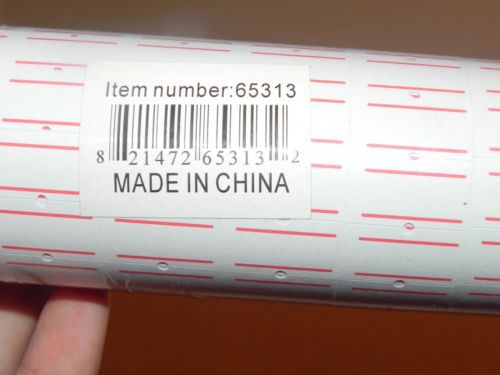 Item number:65313
8 21472 65313 2
MADE IN CHINA